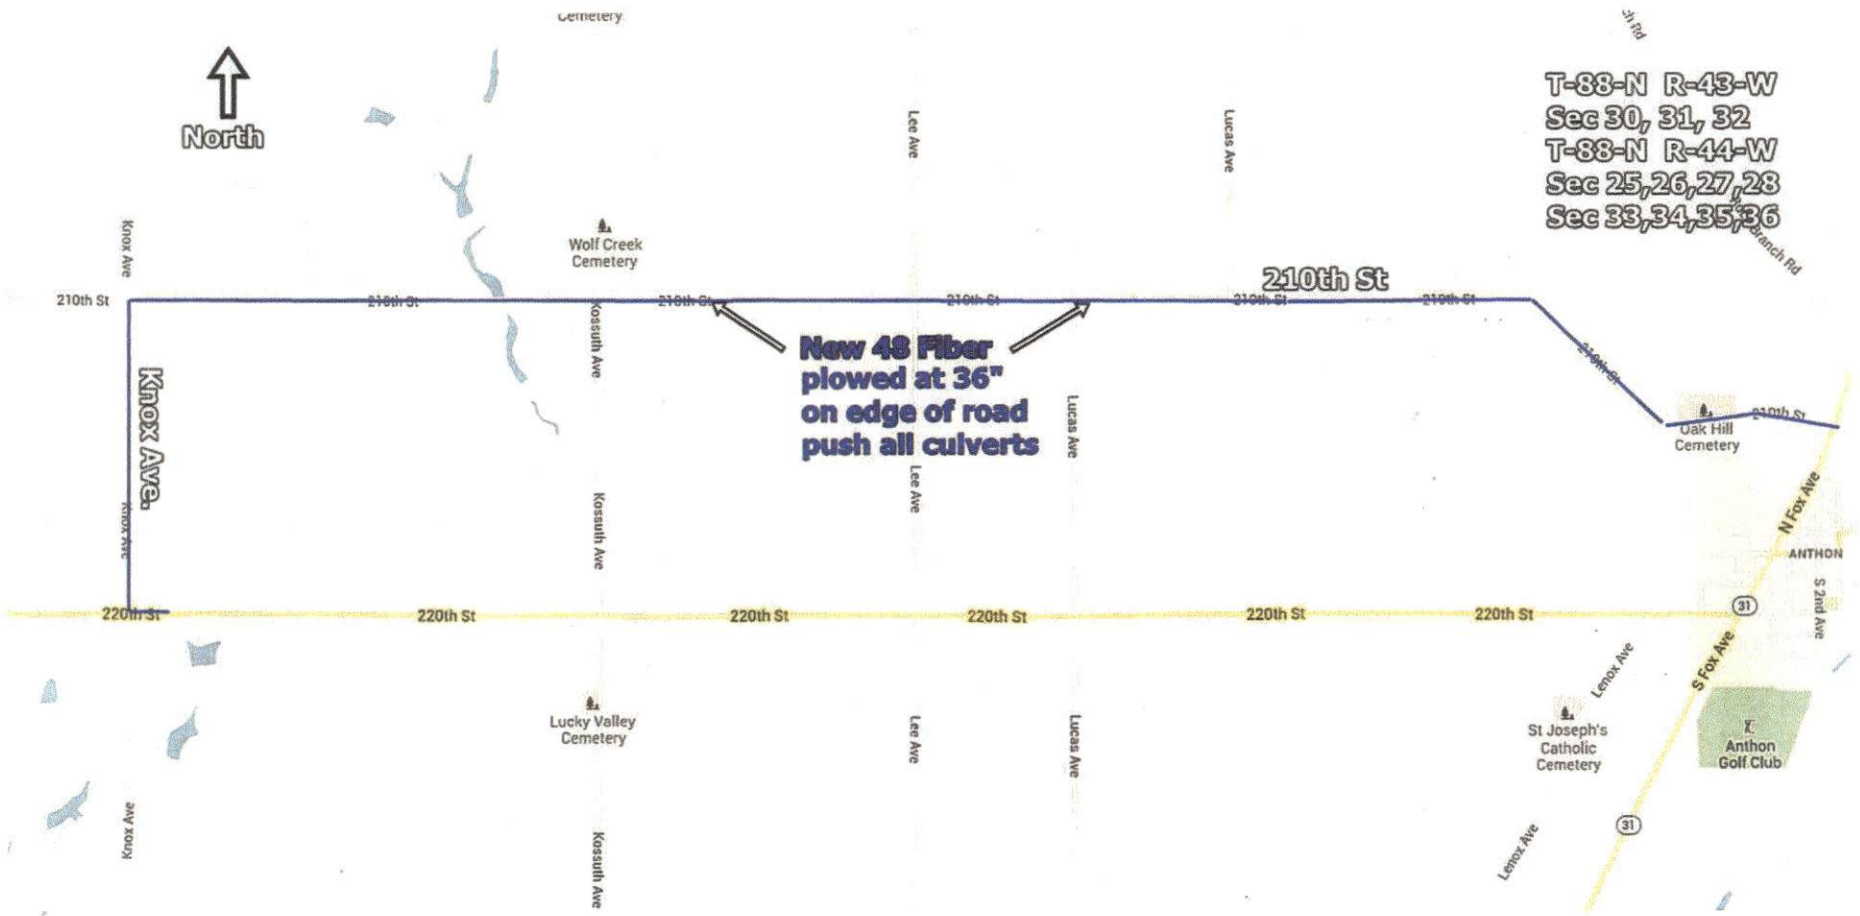 Cemetery
North
T-88-N R-43-W
Sec 30, 31, 32
T-88-N R-44-W
Sec 25,26,27,28
Sec 33,34,35,36
Branch Rd
Lee Ave
Lucas Ave
Knox Ave
Wolf Creek
Cemetery
210th St
210th St
210th St
210th St
210th St
210th St
210th St
Kossuth Ave
New 48 Fiber
plowed at 36"
on edge of road
push all culverts
210th St
210th St
Oak Hill
Cemetery
Knox Ave.
Knox Ave
Lucas Ave
Lee Ave
Kossuth Ave
N Fox Ave
ANTHON
S 2nd Ave
31
220th St
220th St
220th St
220th St
220th St
220th St
S Fox Ave
Lenox Ave
Lucky Valley
Cemetery
Lee Ave
Lucas Ave
St Joseph's
Catholic
Cemetery
Anthon
Golf Club
Knox Ave
Kossuth Ave
Lenox Ave
31